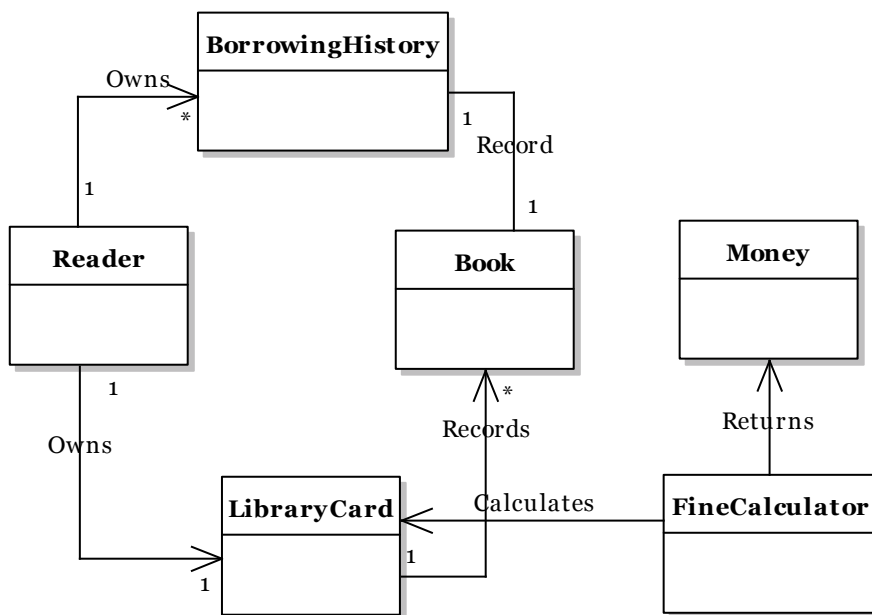 BorrowingHistory
Owns
*
1
Record
1
1
Reader
Book
Money
1
*
Owns
Records
Returns
LibraryCard
Calculates
FineCalculator
1
1